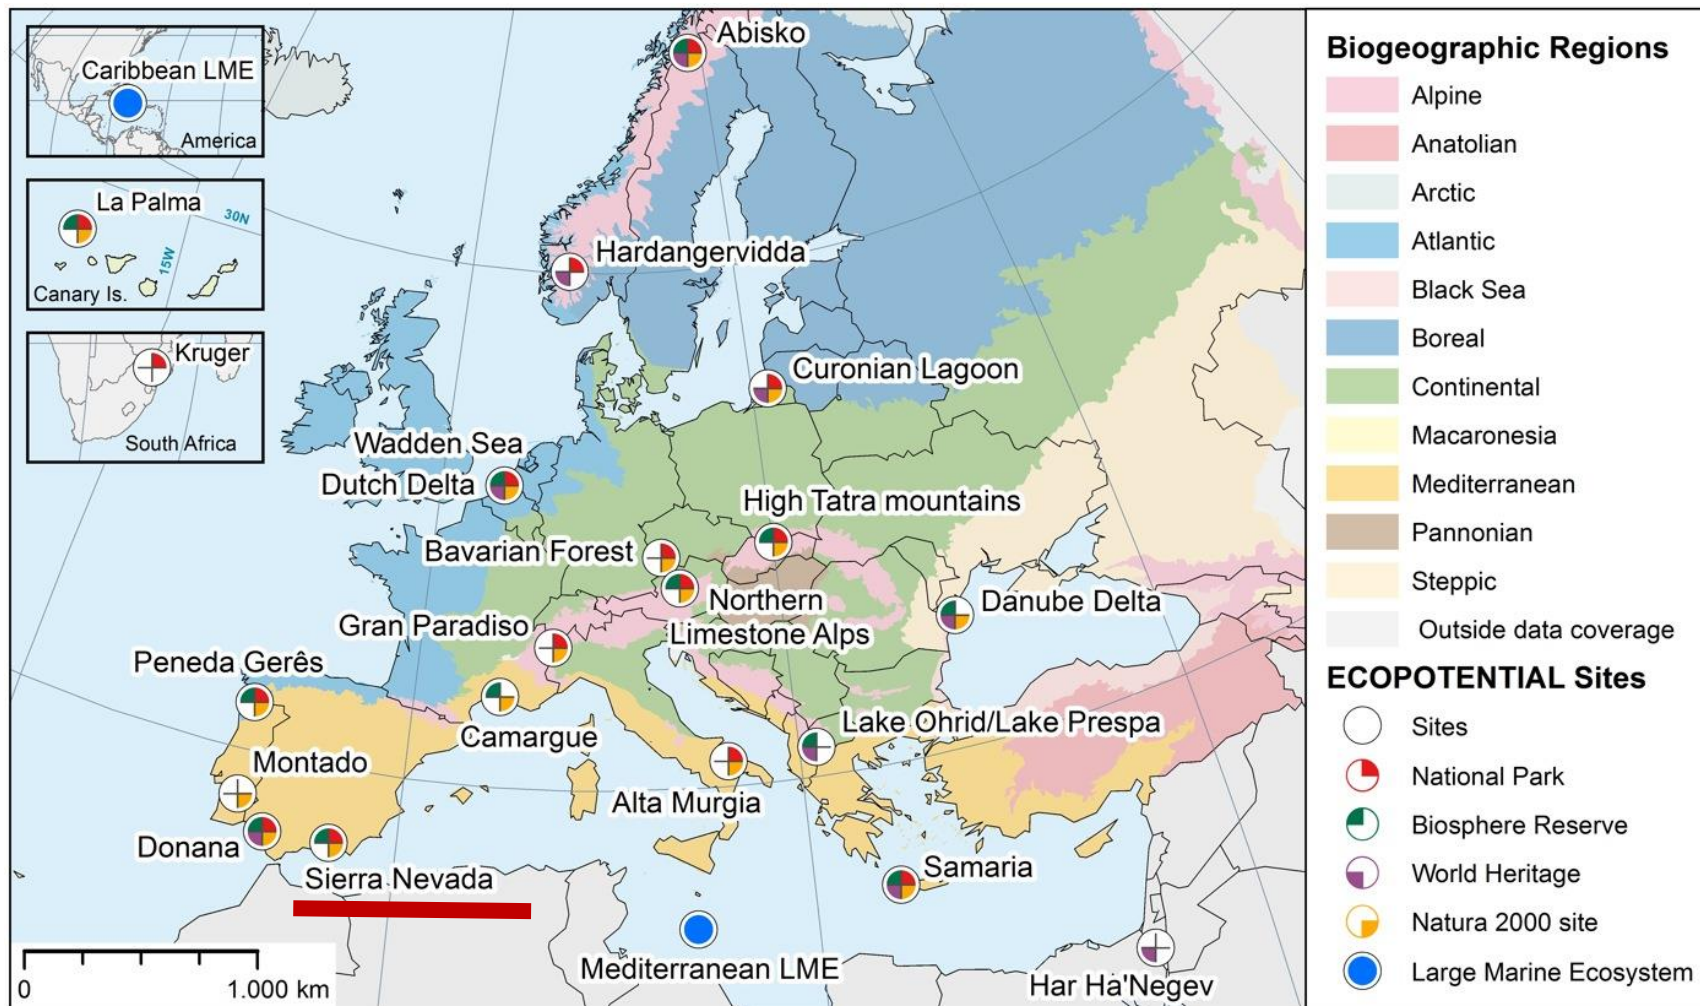 Caribbean LME
America
La Palma
30N
15W
Canary Is.
Kruger
South Africa
Abisko
Hardangervidda
Curonian Lagoon
Wadden Sea
Dutch Delta
High Tatra mountains
Bavarian Forest
Northern
Limestone Alps
Danube Delta
Gran Paradiso
Peneda Gerês
Camargue
Lake Ohrid/Lake Prespa
Montado
Alta Murgia
Donana
Sierra Nevada
Samaria
Mediterranean LME
Har Ha'Negev
0 1.000 km
Biogeographic Regions
Alpine
Anatolian
Arctic
Atlantic
Black Sea
Boreal
Continental
Macaronesia
Mediterranean
Pannonian
Steppic
Outside data coverage
ECOPOTENTIAL Sites
Sites
National Park
Biosphere Reserve
World Heritage
Natura 2000 site
Large Marine Ecosystem